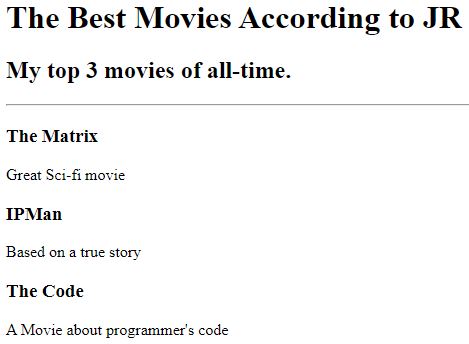 The Best Movies According to JR
My top 3 movies of all-time.
The Matrix
Great Sci-fi movie
IPMan
Based on a true story
The Code
A Movie about programmer's code